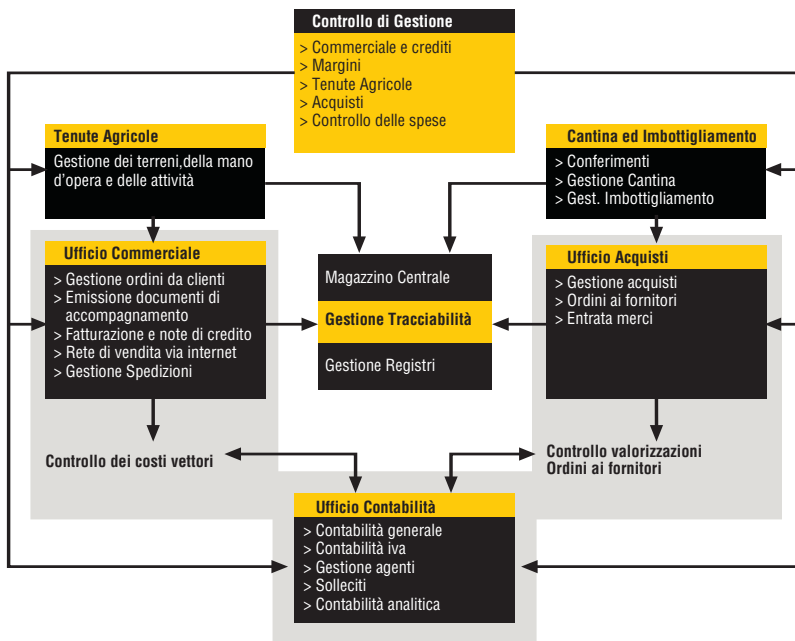 Controllo di Gestione
> Commerciale e crediti
> Margini
> Tenute Agricole
> Acquisti
> Controllo delle spese
Tenute Agricole
Gestione dei terreni,della mano
d'opera e delle attività
Cantina ed Imbottigliamento
> Conferimenti
> Gestione Cantina
> Gest. Imbottigliamento
Ufficio Commerciale
> Gestione ordini da clienti
> Emissione documenti di
accompagnamento
> Fatturazione e note di credito
> Rete di vendita via internet
> Gestione Spedizioni
Magazzino Centrale
Gestione Tracciabilità
Gestione Registri
Ufficio Acquisti
> Gestione acquisti
> Ordini ai fornitori
> Entrata merci
Controllo dei costi vettori
Controllo valorizzazioni
Ordini ai fornitori
Ufficio Contabilità
> Contabilità generale
> Contabilità iva
> Gestione agenti
> Solleciti
> Contabilità analitica